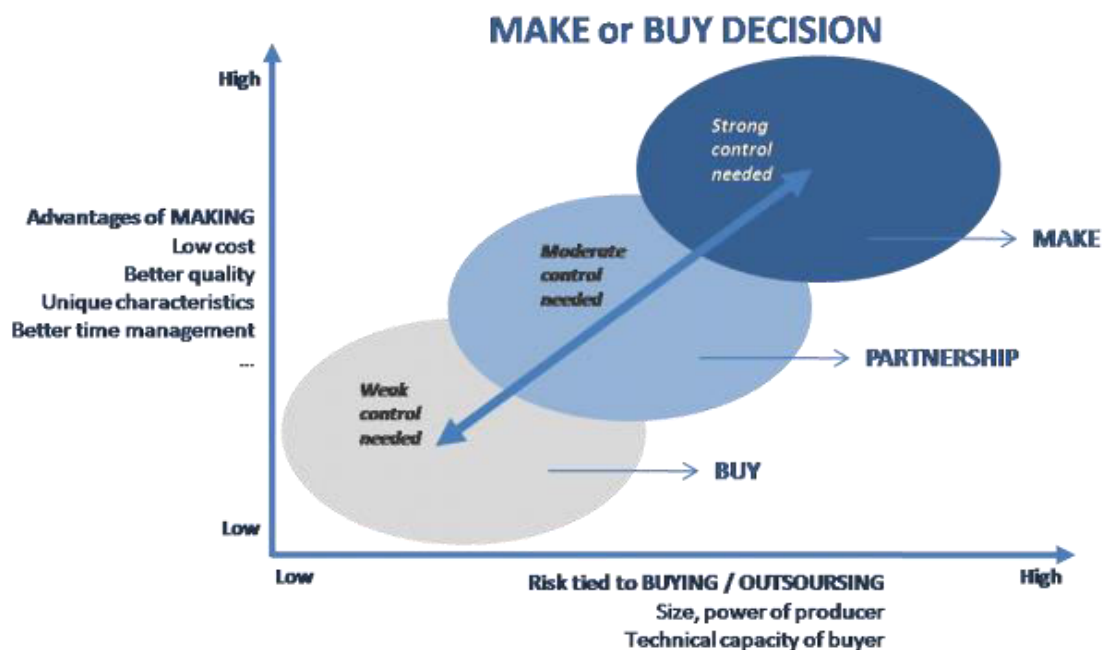 MAKE or BUY DECISION
High
Strong
control
needed
Advantages of MAKING
Low cost
Better quality
Unique characteristics
Better time management
...
Moderate
control
needed
MAKE
PARTNERSHIP
Weak
control
needed
BUY
Low
Low
Risk tied to BUYING / OUTSOURSING
High
Size, power of producer
Technical capacity of buyer